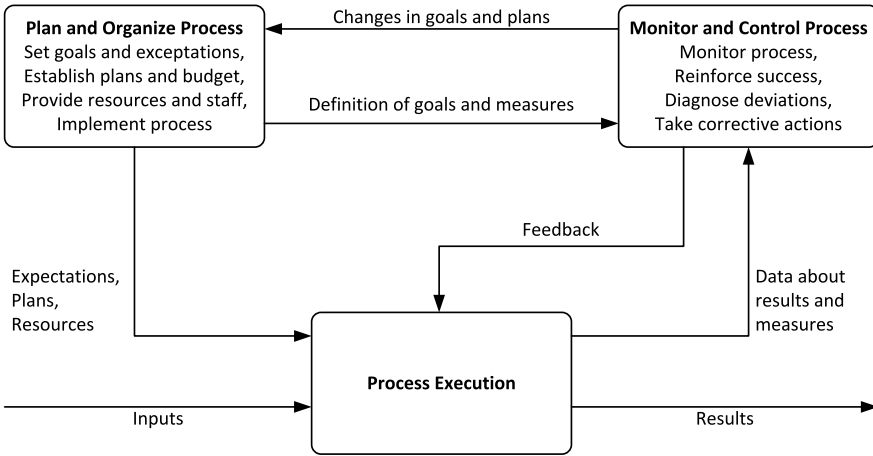 Plan and Organize Process
Set goals and exceptations,
Establish plans and budget,
Provide resources and staff,
Implement process
Changes in goals and plans
Definition of goals and measures
Monitor and Control Process
Monitor process,
Reinforce success,
Diagnose deviations,
Take corrective actions
Feedback
Expectations,
Plans,
Resources
Data about
results and
measures
Process Execution
Inputs
Results